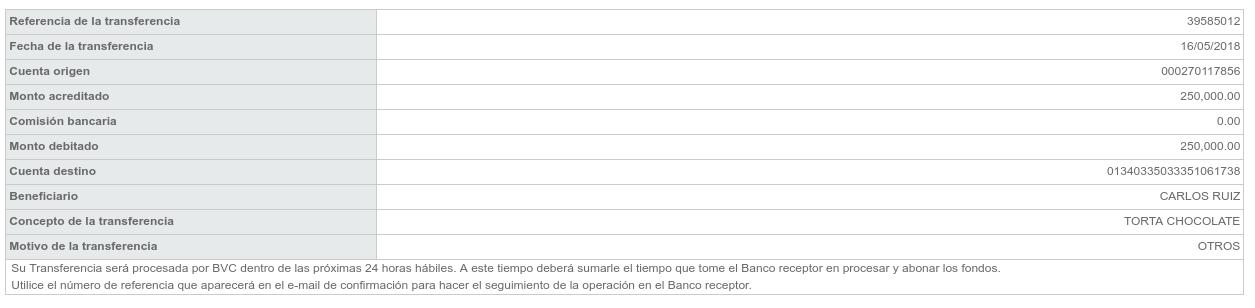 Referencia de la transferencia 39585012
Fecha de la transferencia 16/05/2018
Cuenta origen 000270117856
Monto acreditado 250,000.00
Comisión bancaria 0.00
Monto debitado 250,000.00
Cuenta destino 01340335033351061738
Beneficiario CARLOS RUIZ
Concepto de la transferencia TORTA CHOCOLATE
Motivo de la transferencia OTROS
Su Transferencia será procesada por BVC dentro de las próximas 24 horas hábiles. A este tiempo deberá sumarle el tiempo que tome el Banco receptor en procesar y abonar los fondos.
Utilice el número de referencia que aparecerá en el e-mail de confirmación para hacer el seguimiento de la operación en el Banco receptor.